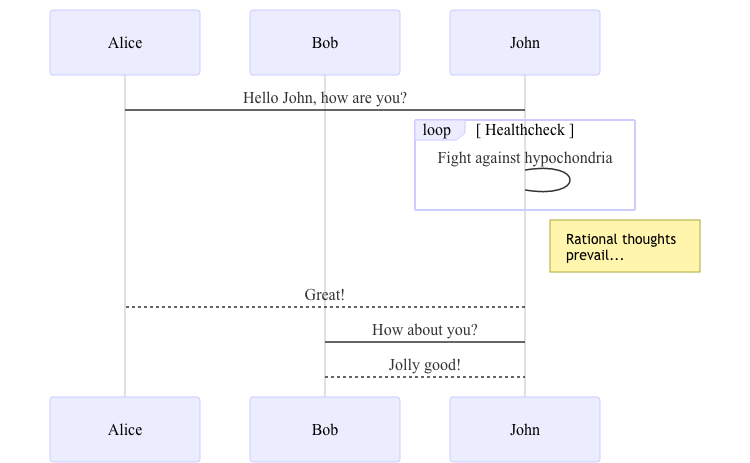 Alice
Bob
John
Hello John, how are you?
loop
[ Healthcheck ]
Fight against hypochondria
Rational thoughts
prevail...
Great!
How about you?
Jolly good!
Alice
Bob
John